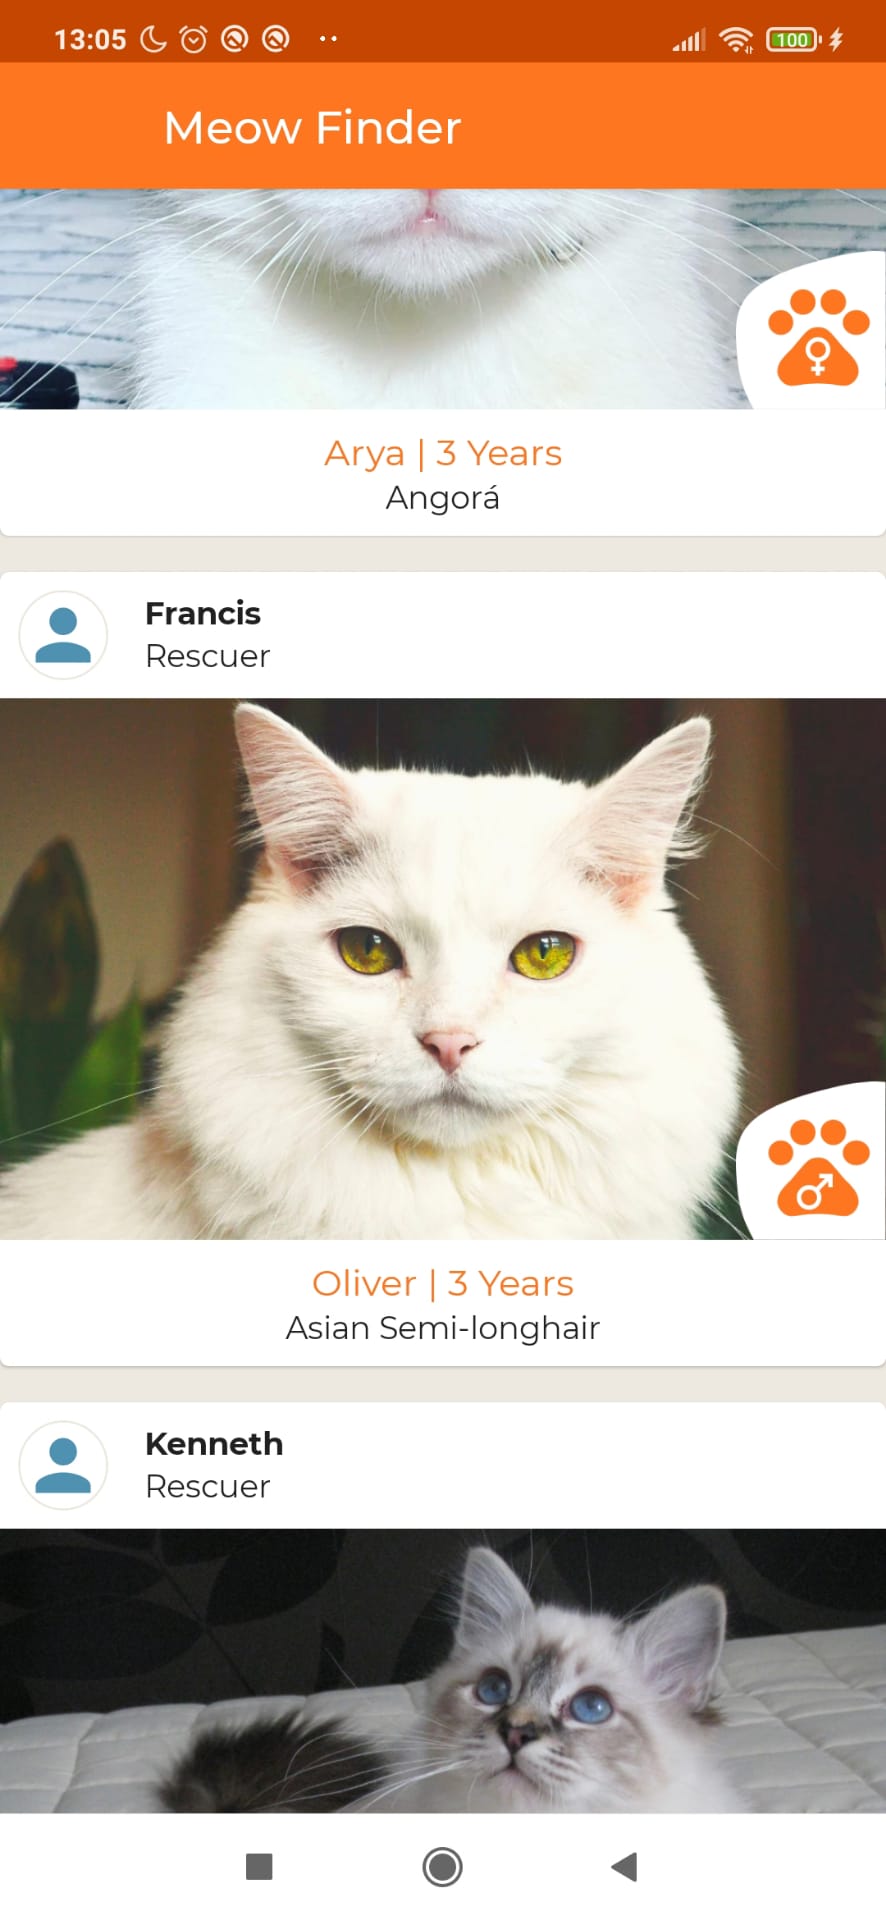 13:05
100
Meow Finder
Arya | 3 Years
Angorá
Francis
Rescuer
Oliver | 3 Years
Asian Semi-longhair
Kenneth
Rescuer